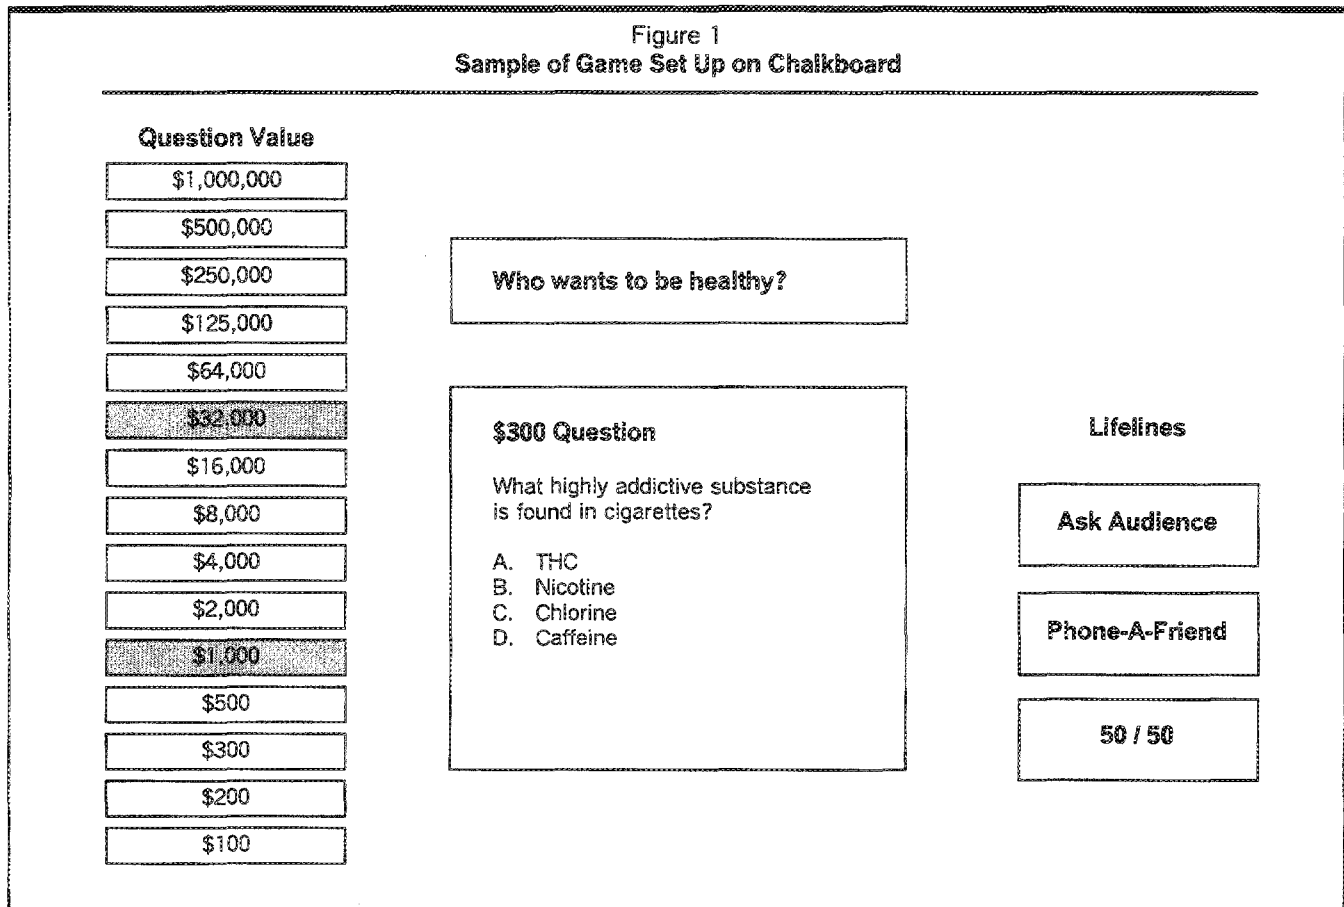 Figure 1
Sample of Game Set Up on Chalkboard
Question Value
$1,000,000
$500,000
$250,000
$125,000
$64,000
$32,000
$16,000
$8,000
$4,000
$2,000
$1,000
$500
$300
$200
$100
Who wants to be healthy?
$300 Question
What highly addictive substance
is found in cigarettes?
A. THC
B. Nicotine
C. Chlorine
D. Caffeine
Lifelines
Ask Audience
Phone-A-Friend
50 / 50